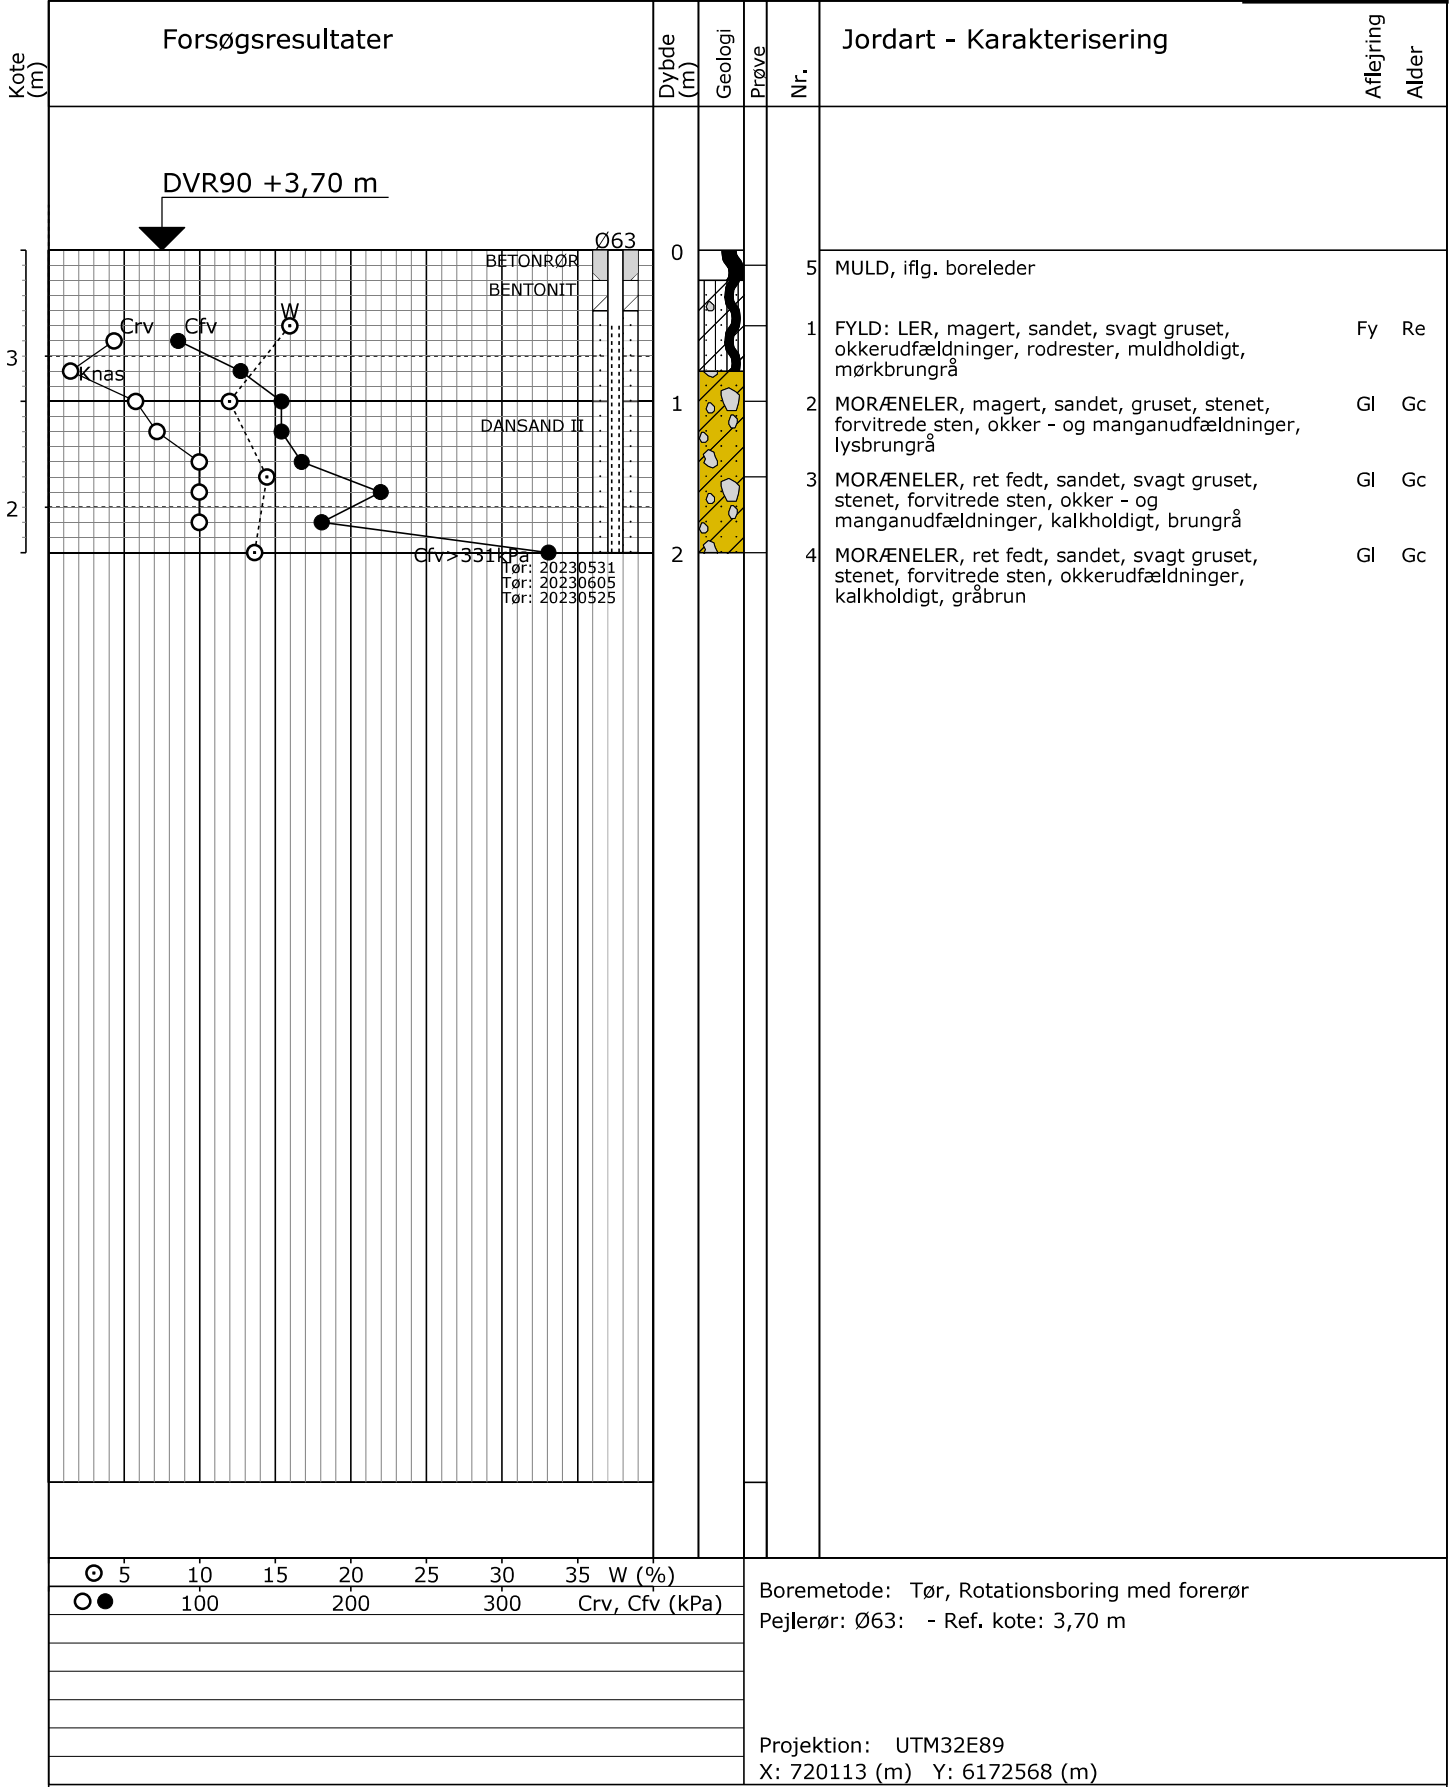 Kote
(m)
Forsøgsresultater
Dybde
(m)
Geologi
Prøve
Nr.
Jordart - Karakterisering
Aflejring
Alder
DVR90 +3,70 m
Ø63
BETONRØR
BENTONIT
W
Crv
Cfv
Knas
DANSAND II
Cfv>331kPa
Tør: 20230531
Tør: 20230605
Tør: 20230525
3
2
0
1
2
5 MULD, iflg. boreleder
1 FYLD: LER, magert, sandet, svagt gruset, Fy Re
okkerudfældninger, rodrester, muldholdigt,
mørkbrungrå
2 MORÆNELER, magert, sandet, gruset, stenet, Gl Gc
forvitrede sten, okker - og manganudfældninger,
lysbrungrå
3 MORÆNELER, ret fedt, sandet, svagt gruset, Gl Gc
stenet, forvitrede sten, okker - og
manganudfældninger, kalkholdigt, brungrå
4 MORÆNELER, ret fedt, sandet, svagt gruset, Gl Gc
stenet, forvitrede sten, okkerudfældninger,
kalkholdigt, gråbrun
5 10 15 20 25 30 35 W (%)
100 200 300 Crv, Cfv (kPa)
Boremetode: Tør, Rotationsboring med forerør
Pejlerør: Ø63: - Ref. kote: 3,70 m
Projektion: UTM32E89
X: 720113 (m) Y: 6172568 (m)